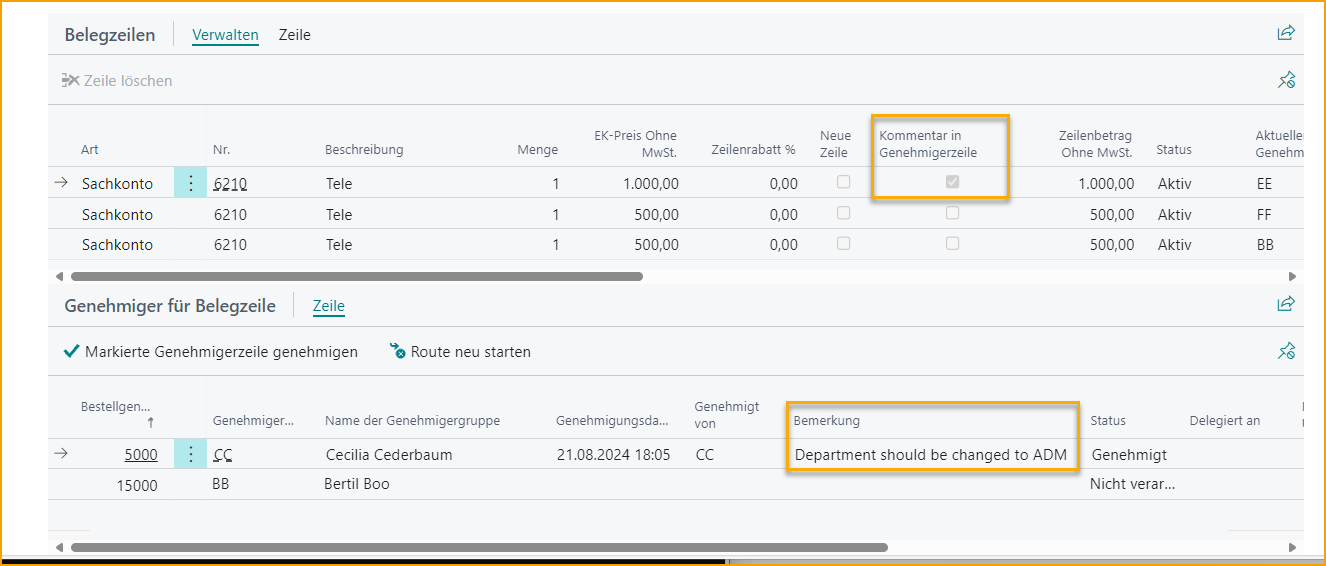 Belegzeilen Verwalten Zeile
Zeile löschen
Art Nr. Beschreibung Menge EK-Preis Ohne MwSt. Zeilenrabatt % Neue Zeile Kommentar in Genehmigerzeile Zeilenbetrag Ohne MwSt. Status Aktueller Genehm
Sachkonto 6210 Tele 1 1.000,00 0,00 1.000,00 Aktiv EE
Sachkonto 6210 Tele 1 500,00 0,00 500,00 Aktiv FF
Sachkonto 6210 Tele 1 500,00 0,00 500,00 Aktiv BB
Genehmiger für Belegzeile Zeile
Markierte Genehmigerzeile genehmigen Route neu starten
Bestellgen... Genehmiger... Name der Genehmigergruppe Genehmigungsda... Genehmigt von Bemerkung Status Delegiert an
5000 CC Cecilia Cederbaum 21.08.2024 18:05 CC Department should be changed to ADM Genehmigt
15000 BB Bertil Boo Nicht verar...